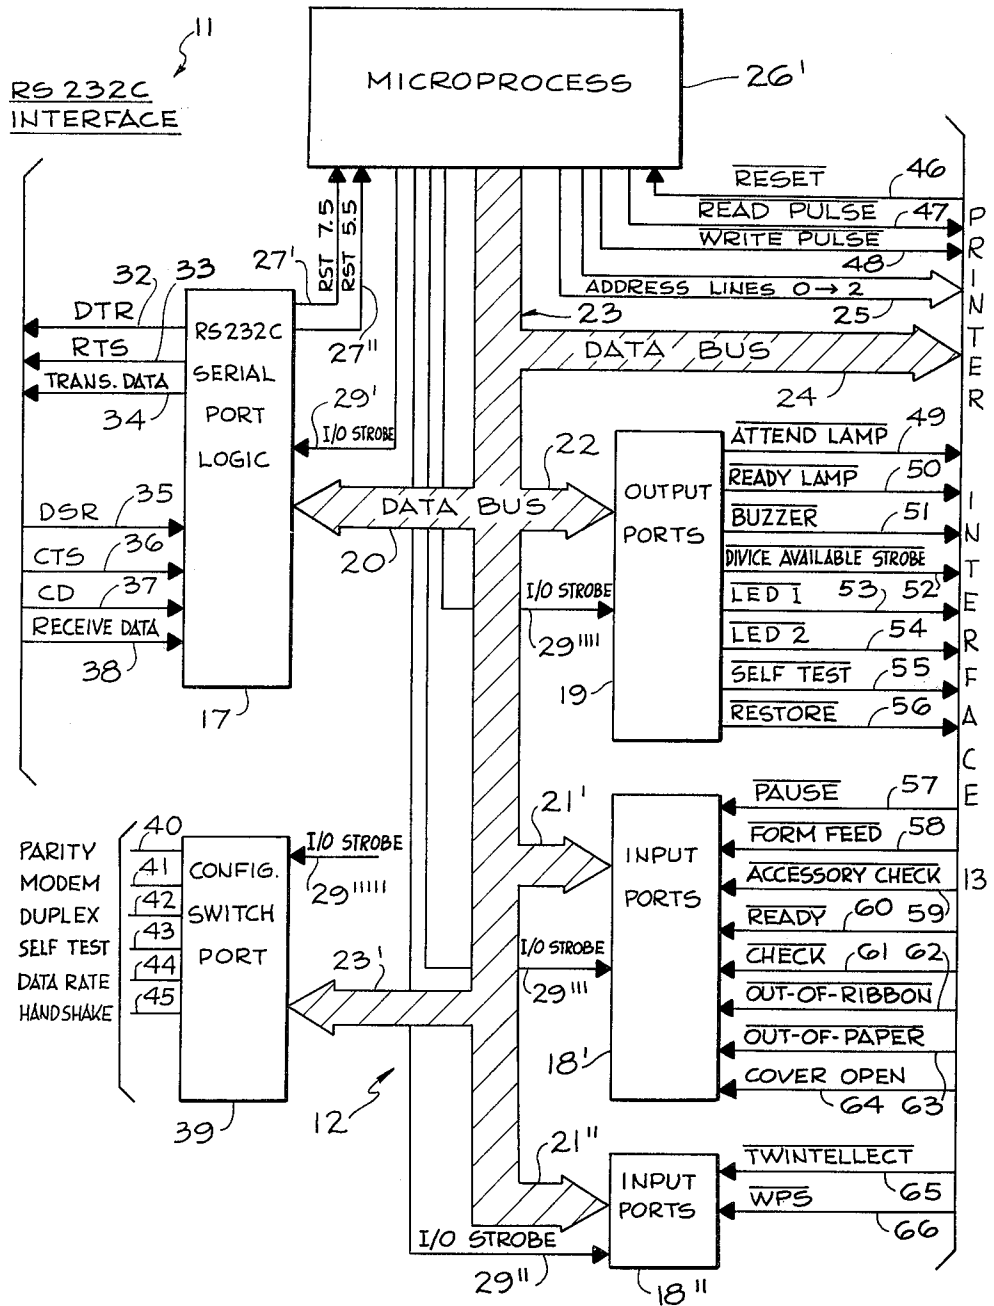 11
RS 232C
INTERFACE
MICROPROCESS
26'
RST 7.5
RST 5.5
27'
27"
RESET
46
READ PULSE
47
WRITE PULSE
48
ADDRESS LINES 0→2
25
23
DATA BUS
24
PRINTER INTERFACE
13
DTR
32
RTS
33
TRANS. DATA
34
DSR
35
CTS
36
CD
37
RECEIVE DATA
38
RS232C
SERIAL
PORT
LOGIC
17
29'
I/O STROBE
DATA BUS
20
22
I/O STROBE
29""
OUTPUT
PORTS
19
ATTEND LAMP
49
READY LAMP
50
BUZZER
51
DIVICE AVAILABLE STROBE
52
LED 1
53
LED 2
54
SELF TEST
55
RESTORE
56
PARITY
40
MODEM
41
DUPLEX
42
SELF TEST
43
DATA RATE
44
HANDSHAKE
45
CONFIG.
SWITCH
PORT
39
I/O STROBE
29""'
23'
12
21'
I/O STROBE
29"'
INPUT
PORTS
18'
PAUSE
57
FORM FEED
58
ACCESSORY CHECK
59
READY
60
CHECK
61
OUT-OF-RIBBON
62
OUT-OF-PAPER
63
COVER OPEN
64
21"
INPUT
PORTS
18"
I/O STROBE
29"
TWINTELLECT
65
WPS
66